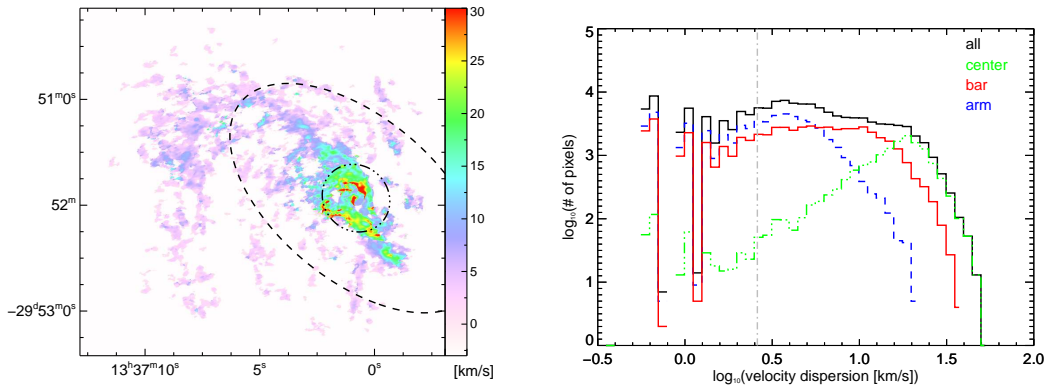 30
25
20
15
10
5
0
51ᵐ0ˢ
52ᵐ
−29ᵈ53ᵐ0ˢ
13ʰ37ᵐ10ˢ
5ˢ
0ˢ
[km/s]
log₁₀(# of pixels)
5
4
3
2
1
0
all
center
bar
arm
−0.5
0.0
0.5
1.0
1.5
2.0
log₁₀(velocity dispersion [km/s])